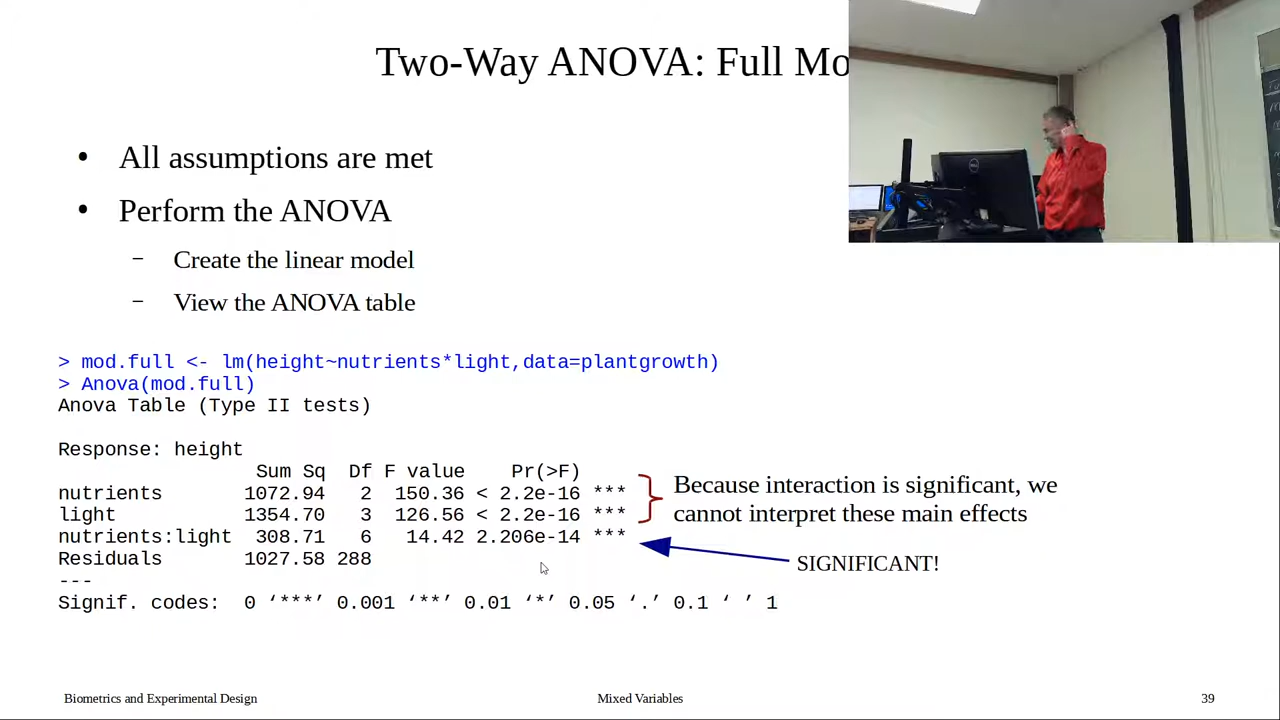 Two-Way ANOVA: Full Mo
• All assumptions are met
• Perform the ANOVA
– Create the linear model
– View the ANOVA table
> mod.full <- lm(height~nutrients*light,data=plantgrowth)
> Anova(mod.full)
Anova Table (Type II tests)
Response: height
Sum Sq Df F value Pr(>F)
nutrients 1072.94 2 150.36 < 2.2e-16 ***
light 1354.70 3 126.56 < 2.2e-16 ***
nutrients:light 308.71 6 14.42 2.206e-14 ***
Residuals 1027.58 288
---
Signif. codes: 0 ‘***’ 0.001 ‘**’ 0.01 ‘*’ 0.05 ‘.’ 0.1 ‘ ’ 1
Because interaction is significant, we
cannot interpret these main effects
SIGNIFICANT!
Biometrics and Experimental Design
Mixed Variables
39